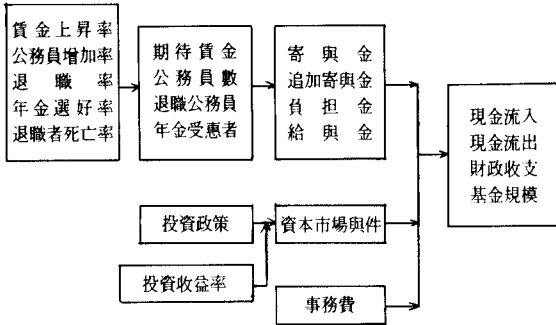 賃金上昇率
公務員增加率
退職率
年金選好率
退職者死亡率
期待賃金
公務員數
退職公務員
年金受惠者
寄與金
追加寄與金
負担金
給與金
現金流入
現金流出
財政收支
基金規模
投資政策
資本市場與件
投資收益率
事務費